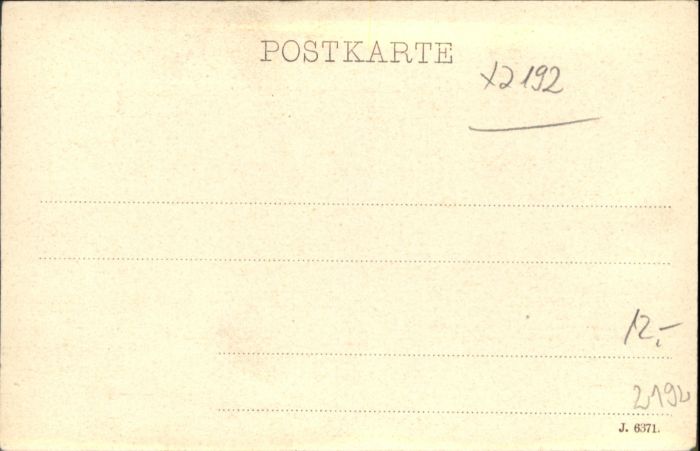 POSTKARTE
x2192
12,-
2192
J. 6371.